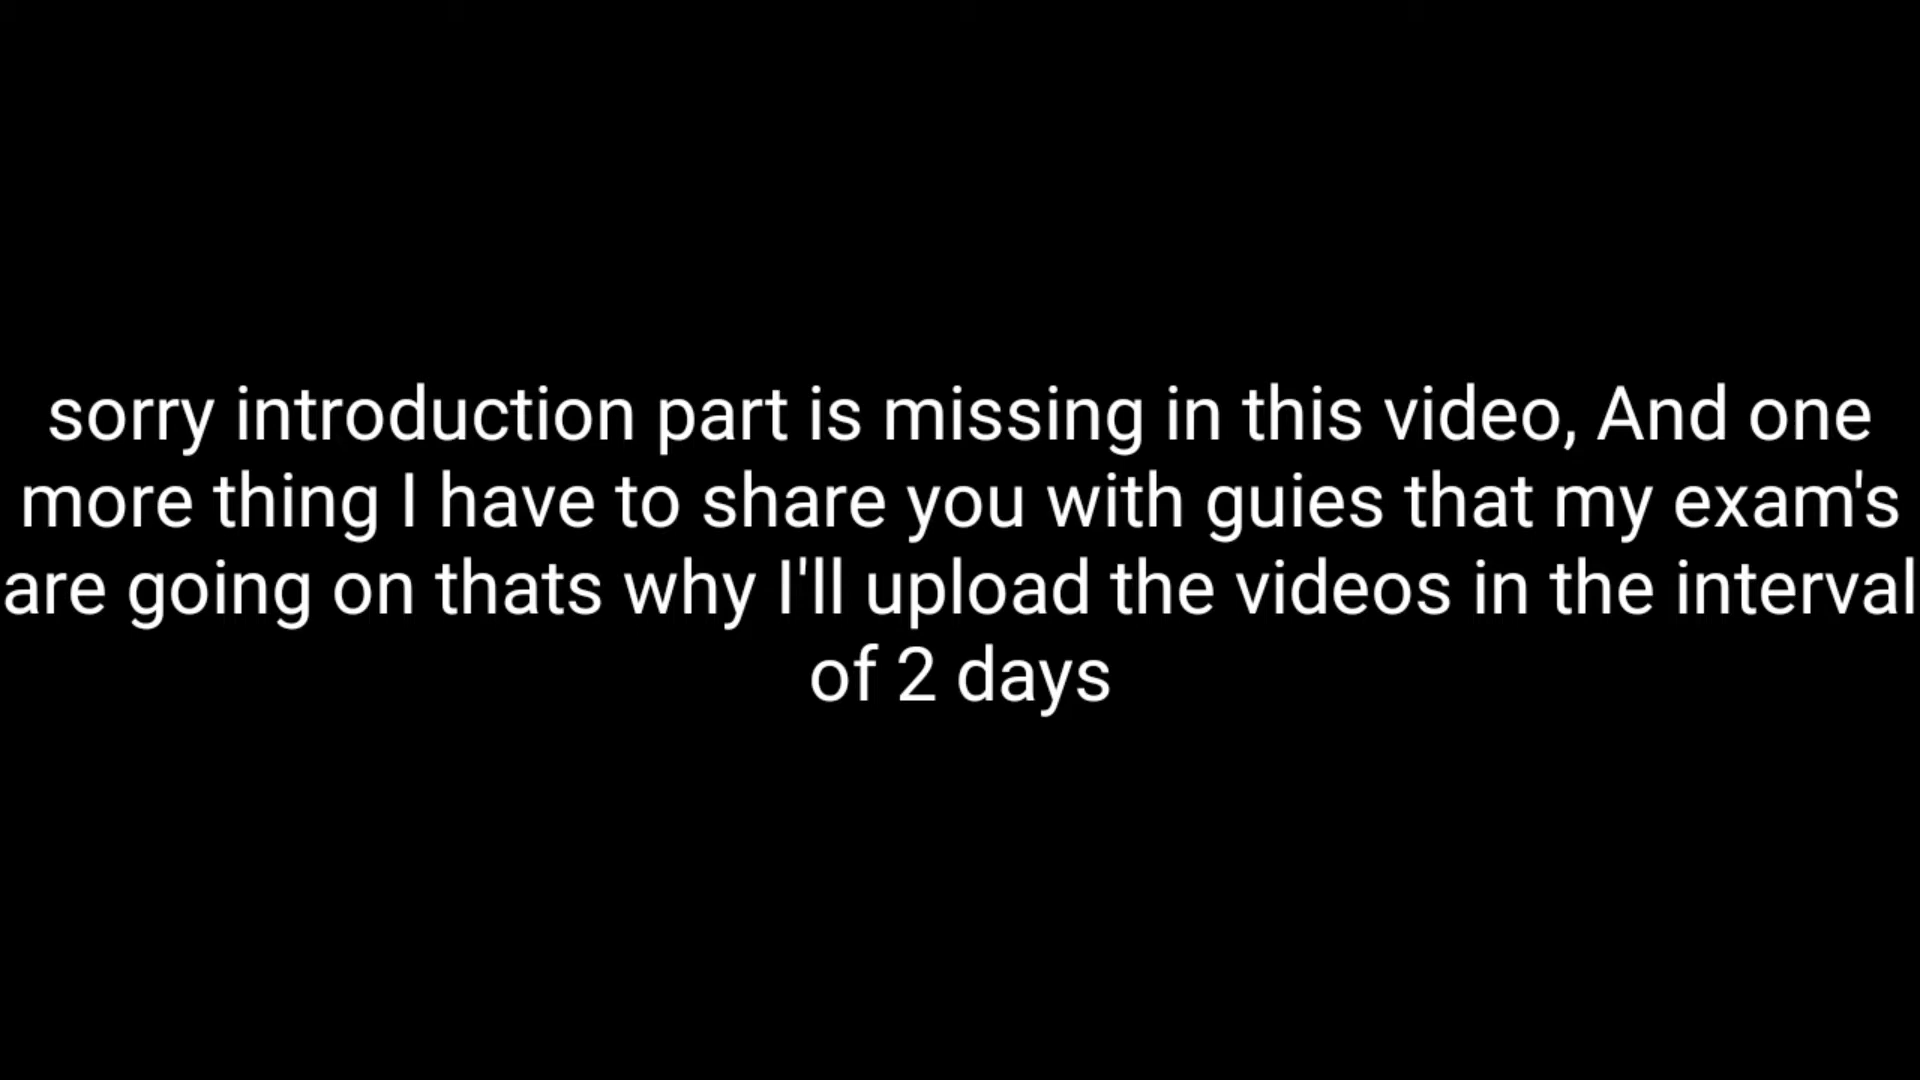 sorry introduction part is missing in this video, And one
more thing I have to share you with guies that my exam's
are going on thats why I'll upload the videos in the interval
of 2 days